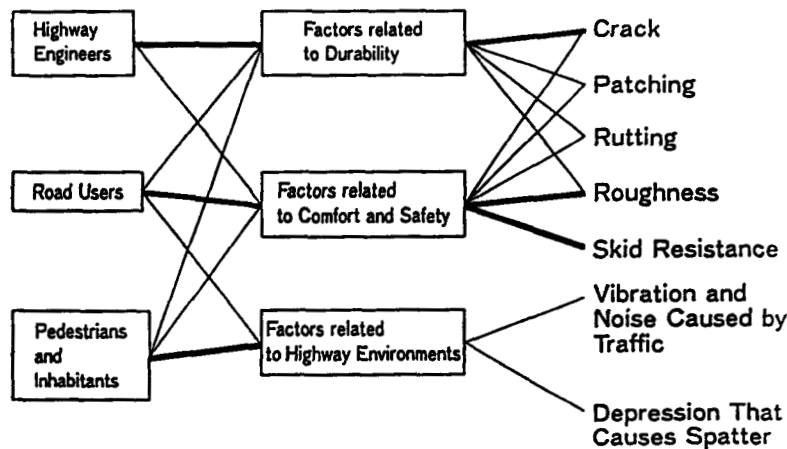 Highway
Engineers
Road Users
Pedestrians
and
Inhabitants
Factors related
to Durability
Factors related
to Comfort and Safety
Factors related
to Highway Environments
Crack
Patching
Rutting
Roughness
Skid Resistance
Vibration and
Noise Caused by
Traffic
Depression That
Causes Spatter